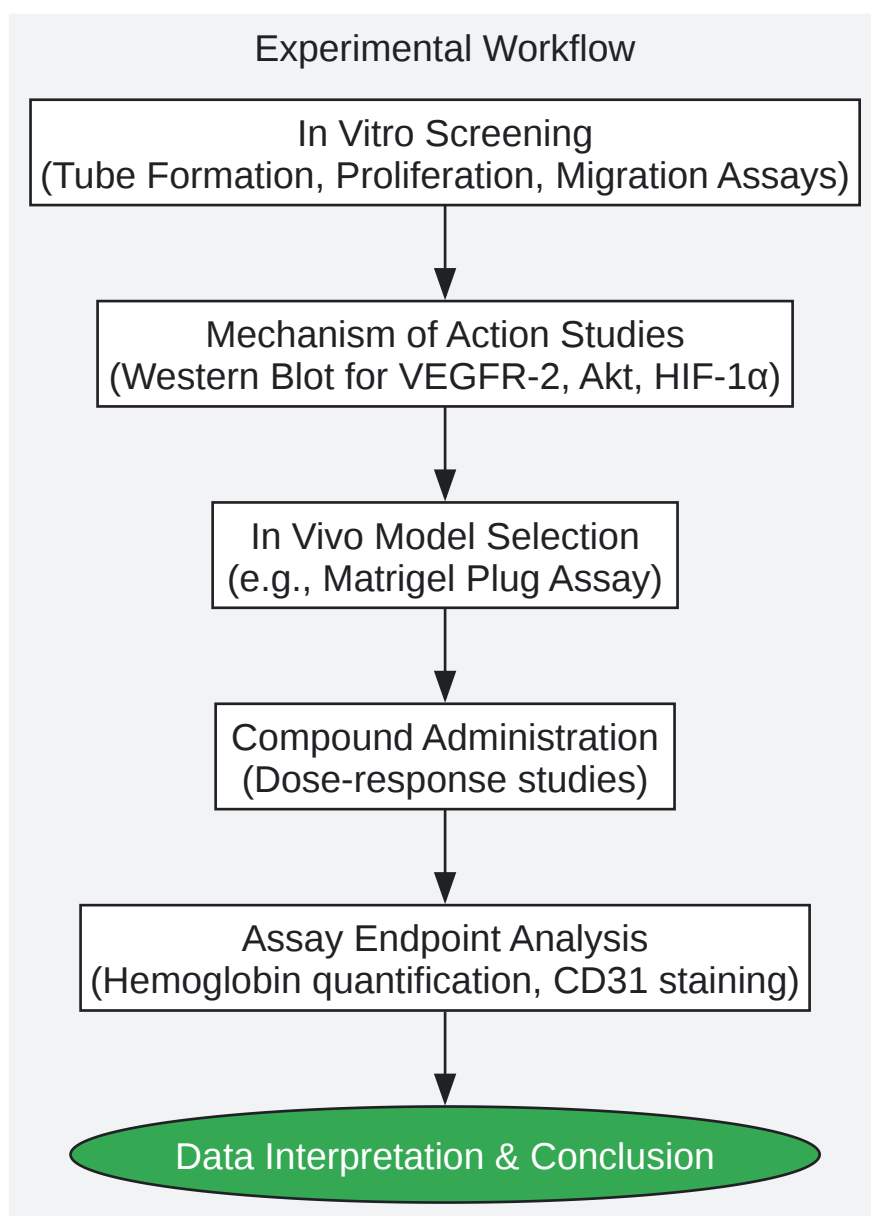 Experimental Workflow
In Vitro Screening
(Tube Formation, Proliferation, Migration Assays)
Mechanism of Action Studies
(Western Blot for VEGFR-2, Akt, HIF-1α)
In Vivo Model Selection
(e.g., Matrigel Plug Assay)
Compound Administration
(Dose-response studies)
Assay Endpoint Analysis
(Hemoglobin quantification, CD31 staining)
Data Interpretation & Conclusion